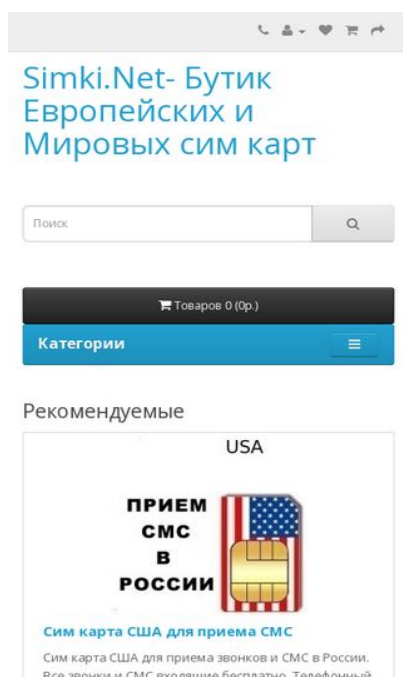 Simki.Net- Бутик
Европейских и
Мировых сим карт
Поиск
Товаров 0 (0р.)
Категории
Рекомендуемые
USA
ПРИЕМ
СМС
В
РОССИИ
Сим карта США для приема СМС
Сим карта США для приема звонков и СМС в России.
Все звонки и СМС входящие бесплатно. Телефонный